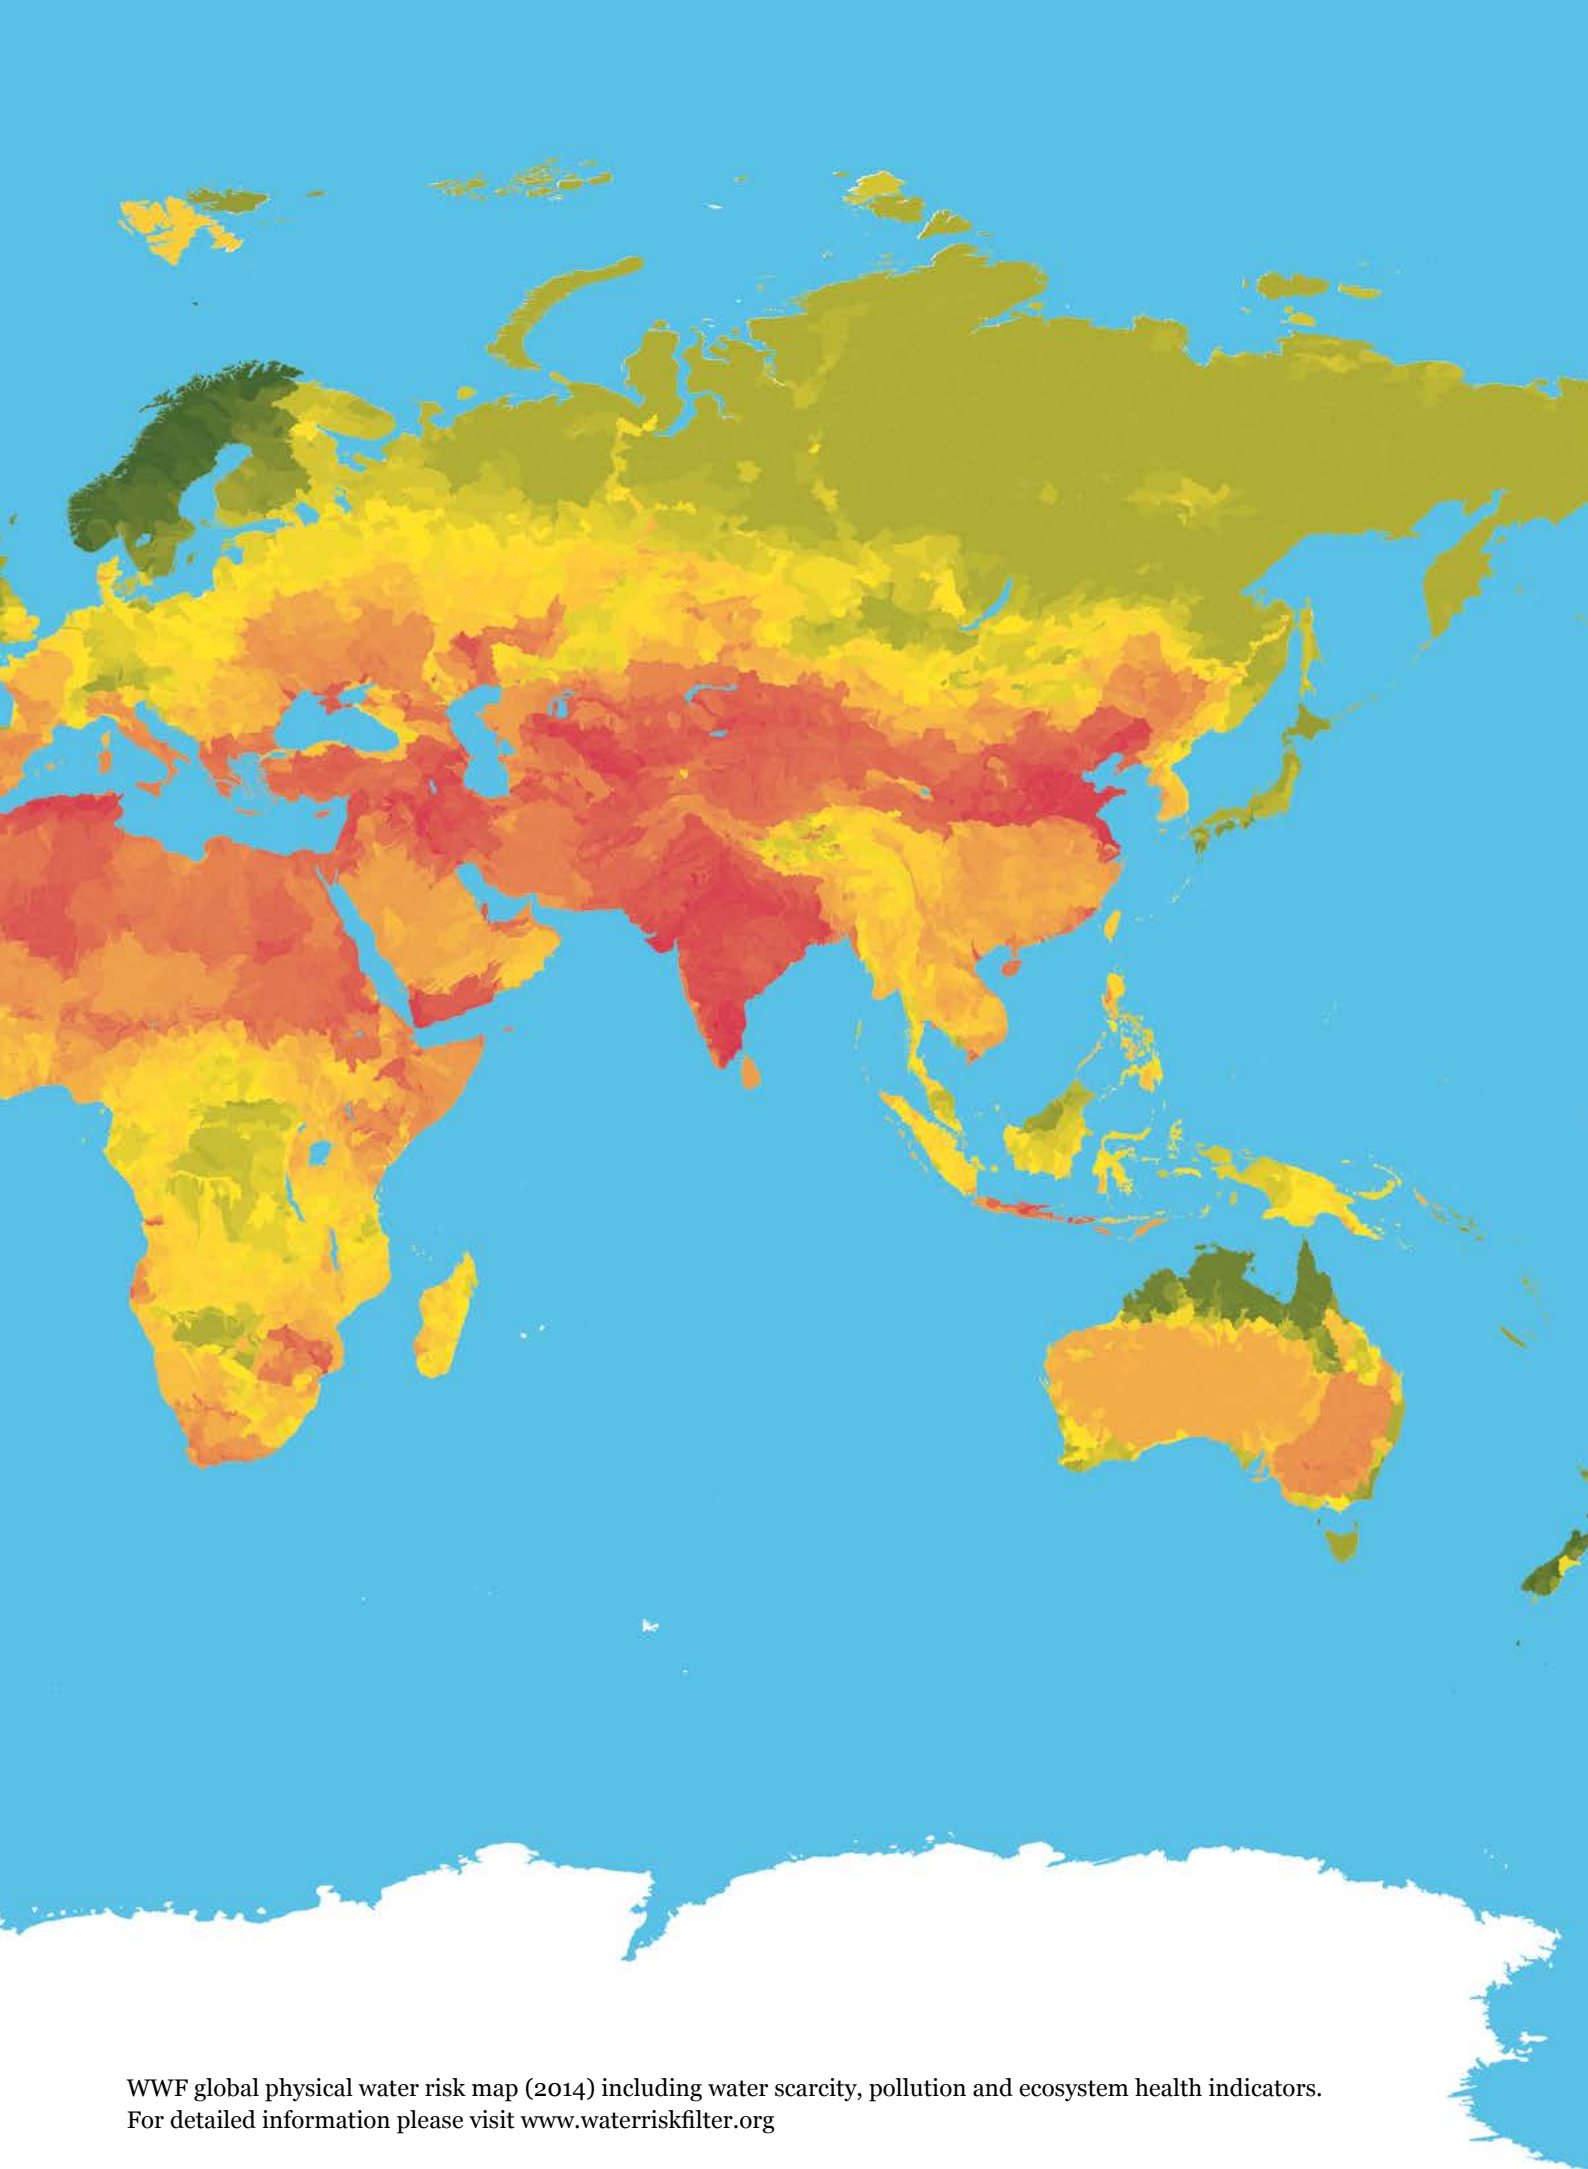 WWF global physical water risk map (2014) including water scarcity, pollution and ecosystem health indicators.
For detailed information please visit www.waterriskfilter.org